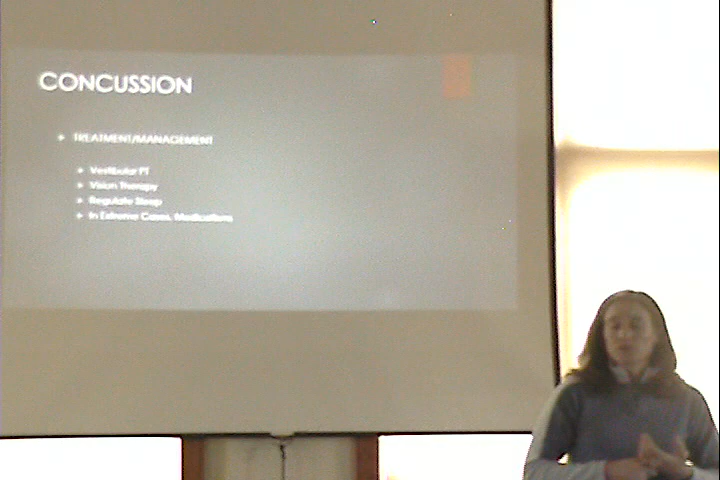 CONCUSSION
TREATMENT/MANAGEMENT
Vestibular PT
Vision Therapy
Regulate Sleep
In Extreme Cases, Medications